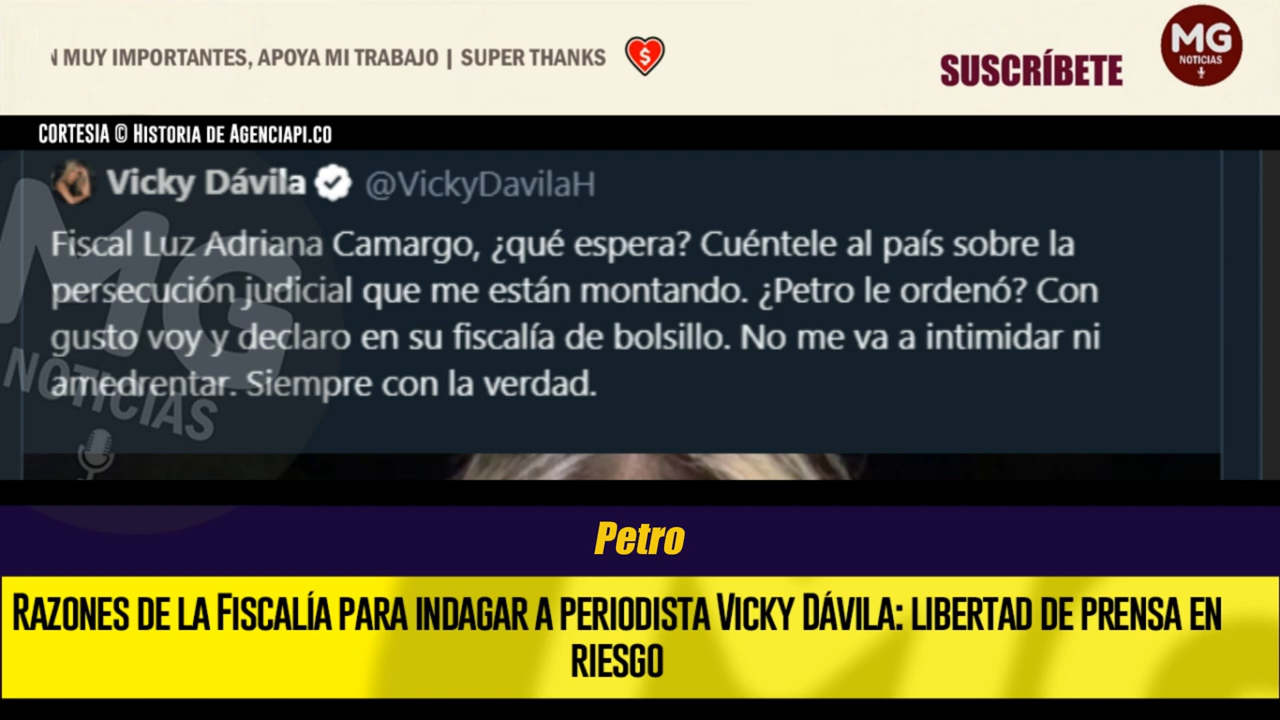 MUY IMPORTANTES, APOYA MI TRABAJO | SUPER THANKS
$
SUSCRÍBETE
MG
NOTICIAS
CORTESIA © HISTORIA DE AGENCIAPI.CO
Vicky Dávila @VickyDavilaH
Fiscal Luz Adriana Camargo, ¿qué espera? Cuéntele al país sobre la
persecución judicial que me están montando. ¿Petro le ordenó? Con
gusto voy y declaro en su fiscalía de bolsillo. No me va a intimidar ni
amedrentar. Siempre con la verdad.
MG
NOTICIAS
Petro
RAZONES DE LA FISCALÍA PARA INDAGAR A PERIODISTA VICKY DÁVILA: LIBERTAD DE PRENSA EN
RIESGO